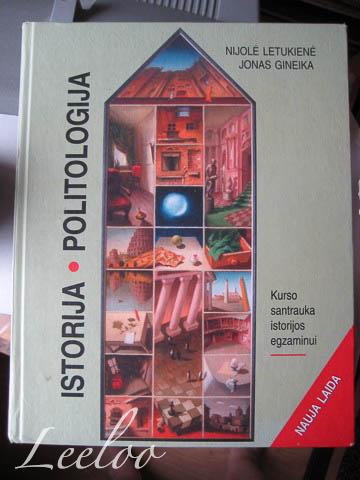 NIJOLĖ LETUKIENĖ
JONAS GINEIKA
ISTORIJA • POLITOLOGIJA
Kurso
santrauka
istorijos
egzaminui
NAUJA LAIDA
Leeloo